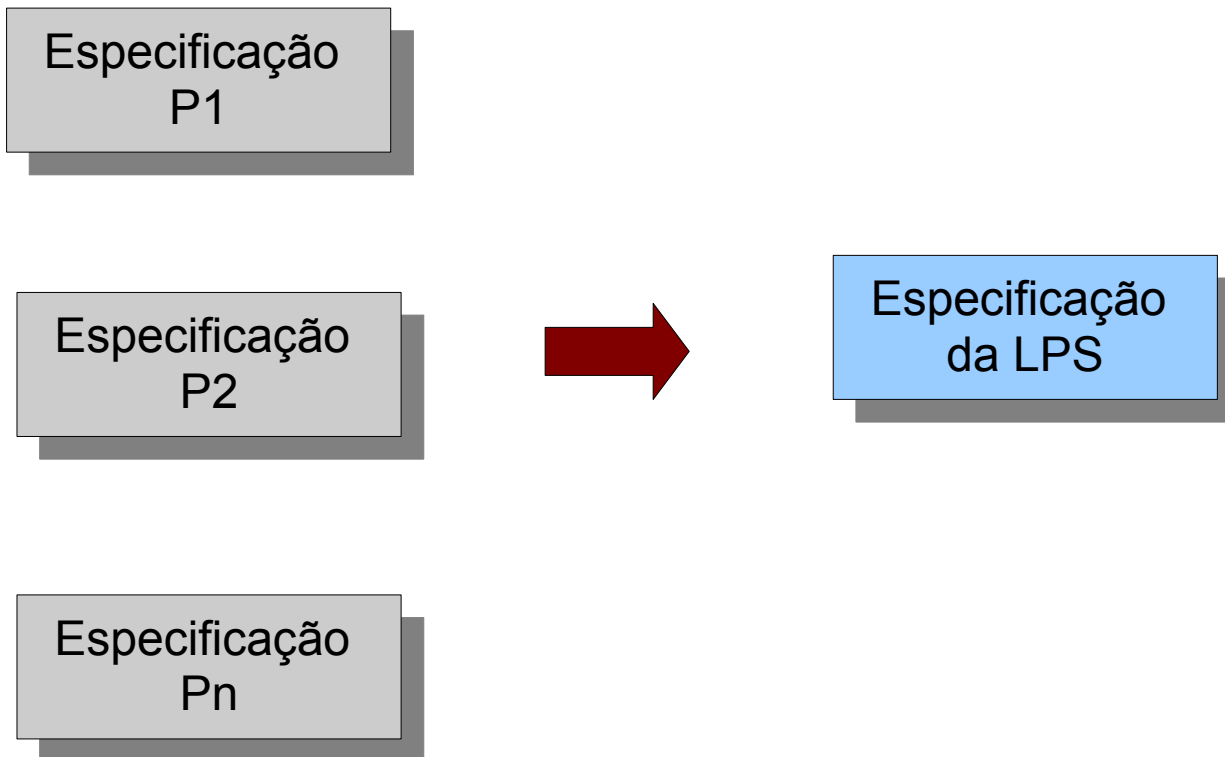 Especificação
P1
Especificação
P2
Especificação
da LPS
Especificação
Pn